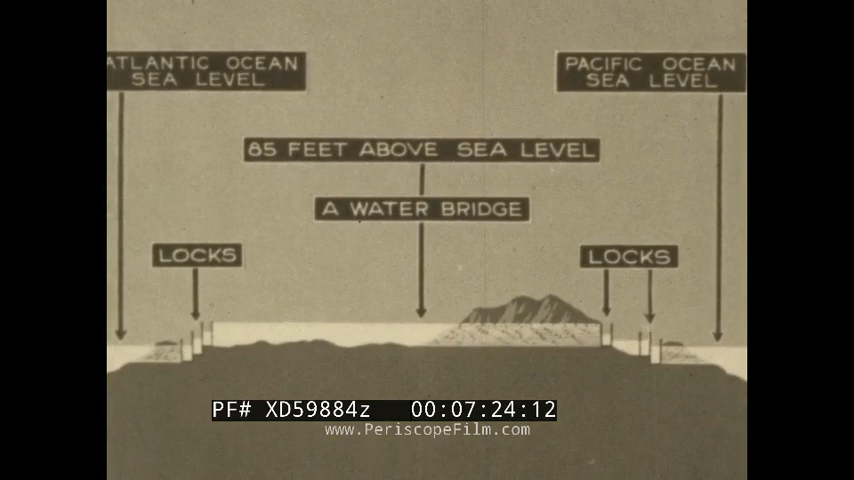 ATLANTIC OCEAN
SEA LEVEL
PACIFIC OCEAN
SEA LEVEL
85 FEET ABOVE SEA LEVEL
A WATER BRIDGE
LOCKS
LOCKS
PF# XD59884z 00:07:24:12
www.PeriscopeFilm.com